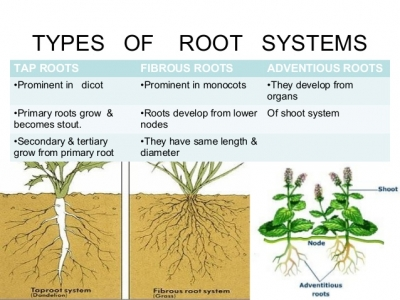 TYPES OF ROOT SYSTEMS
TAP ROOTS FIBROUS ROOTS ADVENTIOUS ROOTS
•Prominent in dicot •Prominent in monocots •They develop from organs
•Primary roots grow & becomes stout. •Roots develop from lower nodes Of shoot system
•Secondary & tertiary grow from primary root •They have same length & diameter
Taproot system
(Dandelion)
Fibrous root system
(Grass)
Shoot
Node
Adventitious
roots